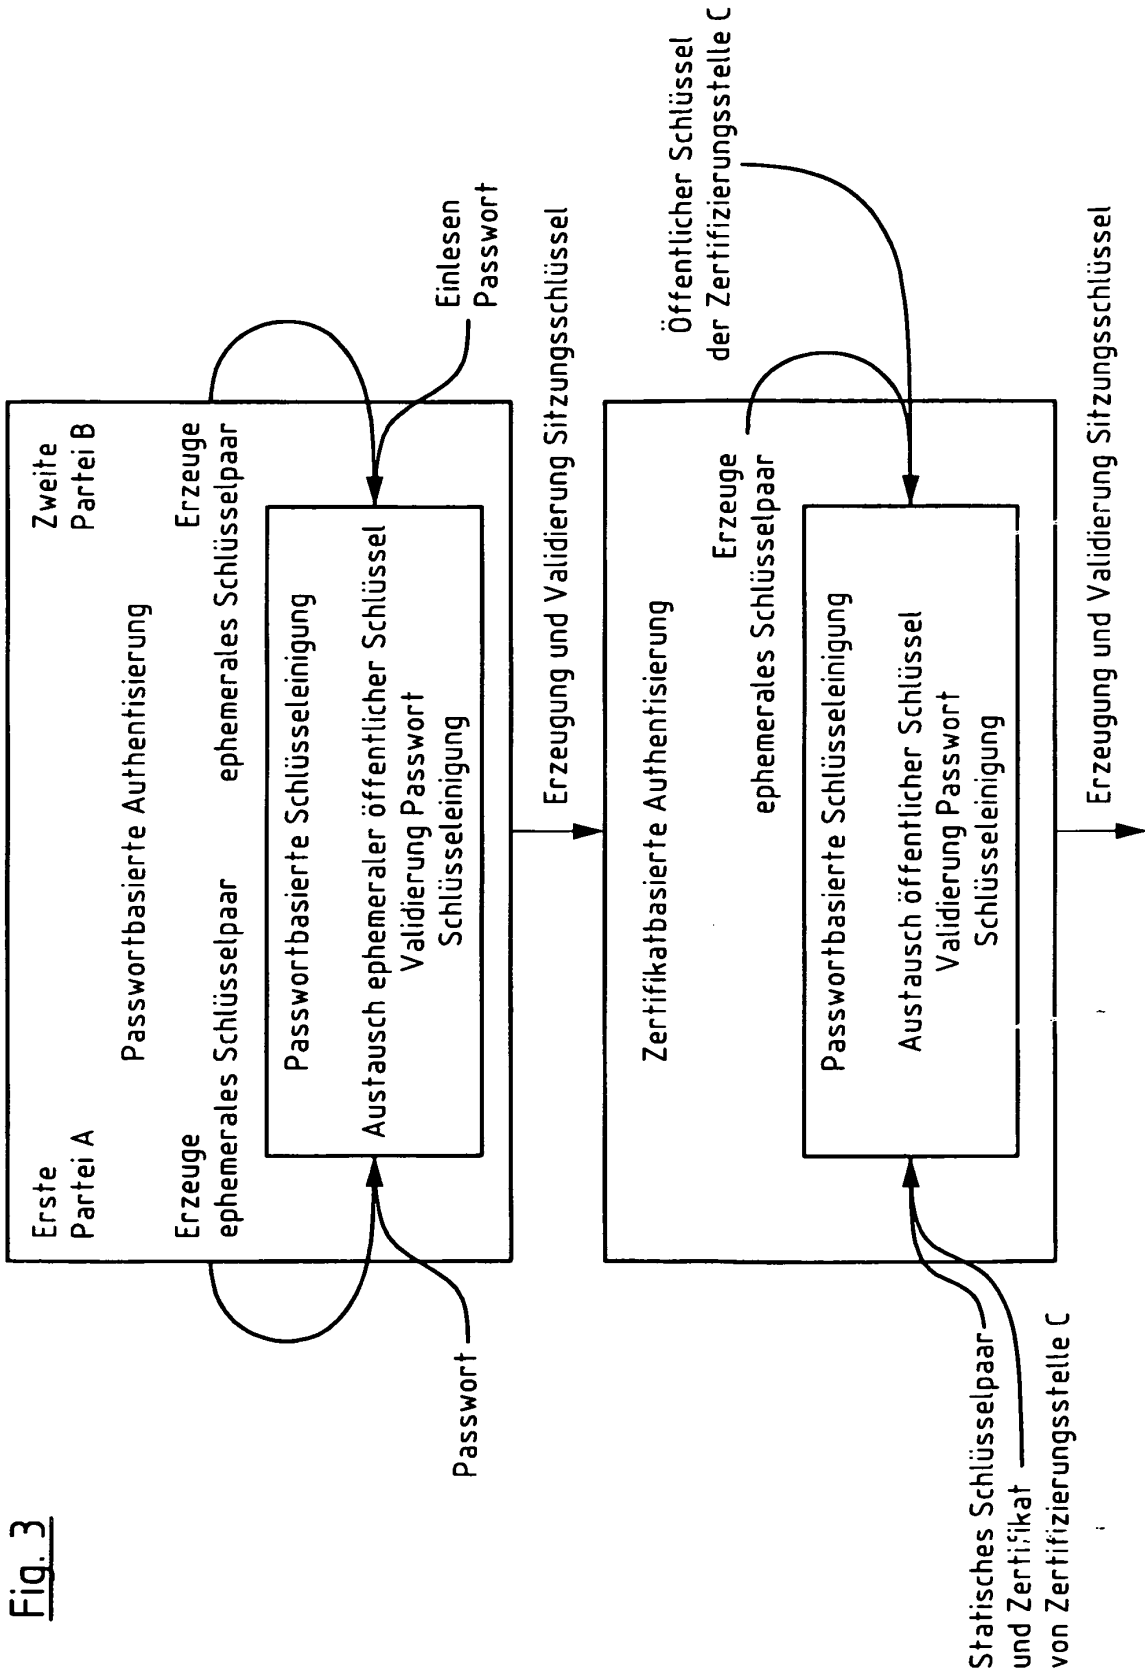 Fig. 3
Erste
Partei A
Zweite
Partei B
Passwortbasierte Authentisierung
Erzeuge
ephemerales Schlüsselpaar
Erzeuge
ephemerales Schlüsselpaar
Passwortbasierte Schlüsseleinigung
Austausch ephemeraler öffentlicher Schlüssel
Validierung Passwort
Schlüsseleinigung
Passwort
Einlesen
Passwort
Erzeugung und Validierung Sitzungsschlüssel
Zertifikatbasierte Authentisierung
Öffentlicher Schlüssel
der Zertifizierungsstelle C
Erzeuge
ephemerales Schlüsselpaar
Passwortbasierte Schlüsseleinigung
Austausch öffentlicher Schlüssel
Validierung Passwort
Schlüsseleinigung
Statisches Schlüsselpaar
und Zertifikat
von Zertifizierungsstelle C
Erzeugung und Validierung Sitzungsschlüssel